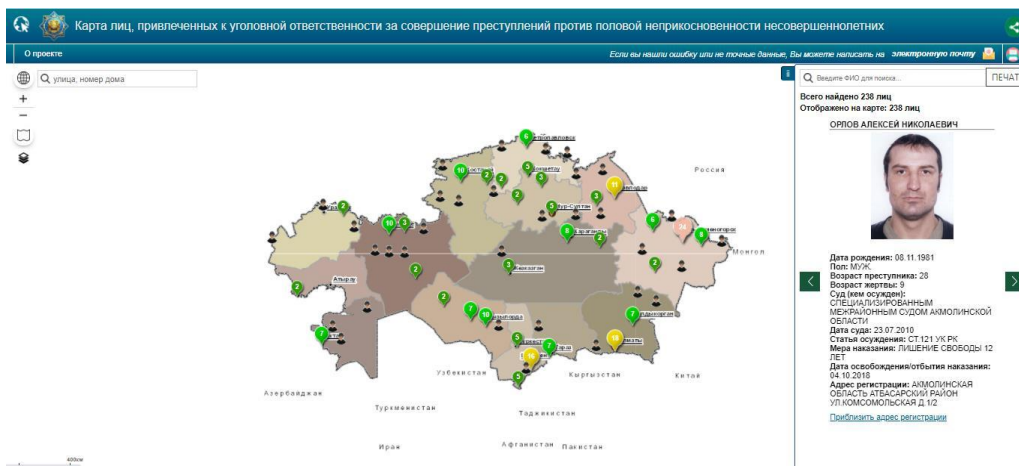 Карта лиц, привлеченных к уголовной ответственности за совершение преступлений против половой неприкосновенности несовершеннолетних
О проекте
Если вы нашли ошибку или не точные данные, Вы можете написать на электронную почту
улица, номер дома
Введите ФИО для поиска...
ПЕЧАТ
Всего найдено 238 лиц
Отображено на карте: 238 лиц
ОРЛОВ АЛЕКСЕЙ НИКОЛАЕВИЧ
Дата рождения: 08.11.1981
Пол: МУЖ.
Возраст преступника: 28
Возраст жертвы: 9
Суд (кем осужден):
СПЕЦИАЛИЗИРОВАННЫМ
МЕЖРАЙОННЫМ СУДОМ АКМОЛИНСКОЙ
ОБЛАСТИ
Дата суда: 23.07.2010
Статья осуждения: СТ.121 УК РК
Мера наказания: ЛИШЕНИЕ СВОБОДЫ 12
ЛЕТ
Дата освобождения/отбытия наказания:
04.10.2018
Адрес регистрации: АКМОЛИНСКАЯ
ОБЛАСТЬ АТБАСАРСКИЙ РАЙОН
УЛ.КОМСОМОЛЬСКАЯ Д.1/2
Приблизить адрес регистрации
Россия
Монгол
Атырау
Жезказган
Узбекистан
Кыргызстан
Китай
Азербайджан
Туркменистан
Таджикистан
Иран
Афганистан
Пакистан
400км